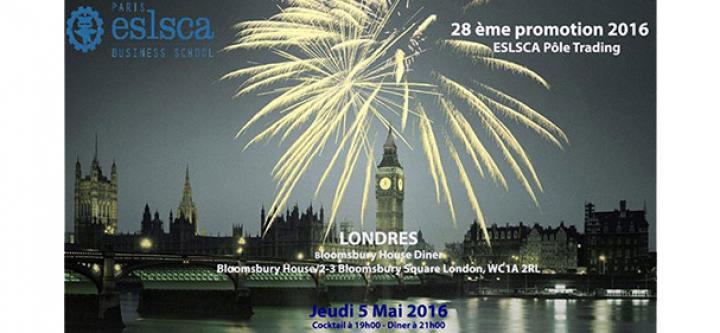 PARIS
eslsca
BUSINESS SCHOOL
28 ème promotion 2016
ESLSCA Pôle Trading
LONDRES
Bloomsbury House Diner
Bloomsbury House/2-3 Bloomsbury Square London, WC1A 2RL
Jeudi 5 Mai 2016
Cocktail à 19h00 - Diner à 21h00